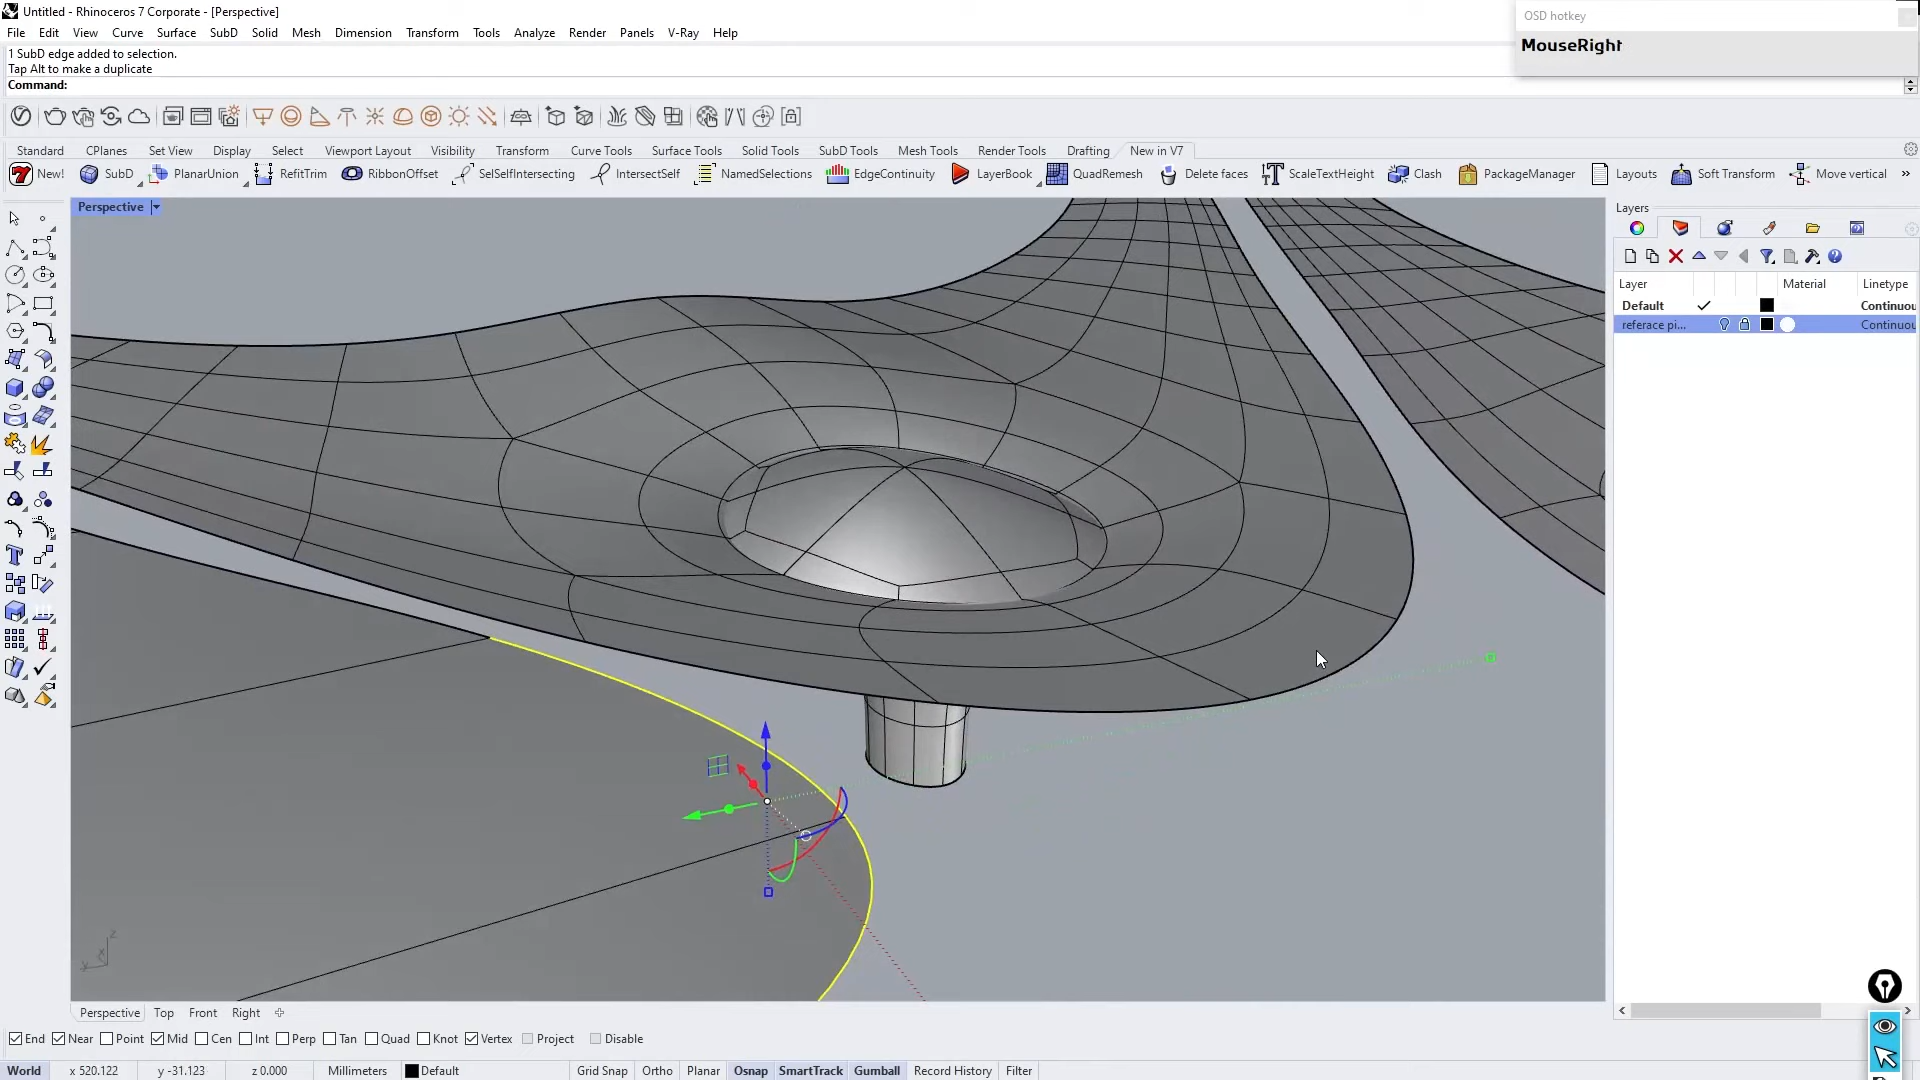 Untitled - Rhinoceros 7 Corporate - [Perspective]
OSD hotkey
File Edit View Curve Surface SubD Solid Mesh Dimension Transform Tools Analyze Render Panels V-Ray Help
MouseRight
1 SubD edge added to selection.
Tap Alt to make a duplicate
Command:
Standard CPlanes Set View Display Select Viewport Layout Visibility Transform Curve Tools Surface Tools Solid Tools SubD Tools Mesh Tools Render Tools Drafting New in V7
7 New! SubD PlanarUnion RefitTrim RibbonOffset SelSelfIntersecting IntersectSelf NamedSelections EdgeContinuity LayerBook QuadRemesh Delete faces ScaleTextHeight Clash PackageManager Layouts Soft Transform Move vertical »
Perspective
Layers
Layer Material Linetype
Default Continuou
referace pi... Continuou
z
x
y
Perspective Top Front Right
End Near Point Mid Cen Int Perp Tan Quad Knot Vertex Project Disable
World x 520.122 y -31.123 z 0.000 Millimeters Default Grid Snap Ortho Planar Osnap SmartTrack Gumball Record History Filter